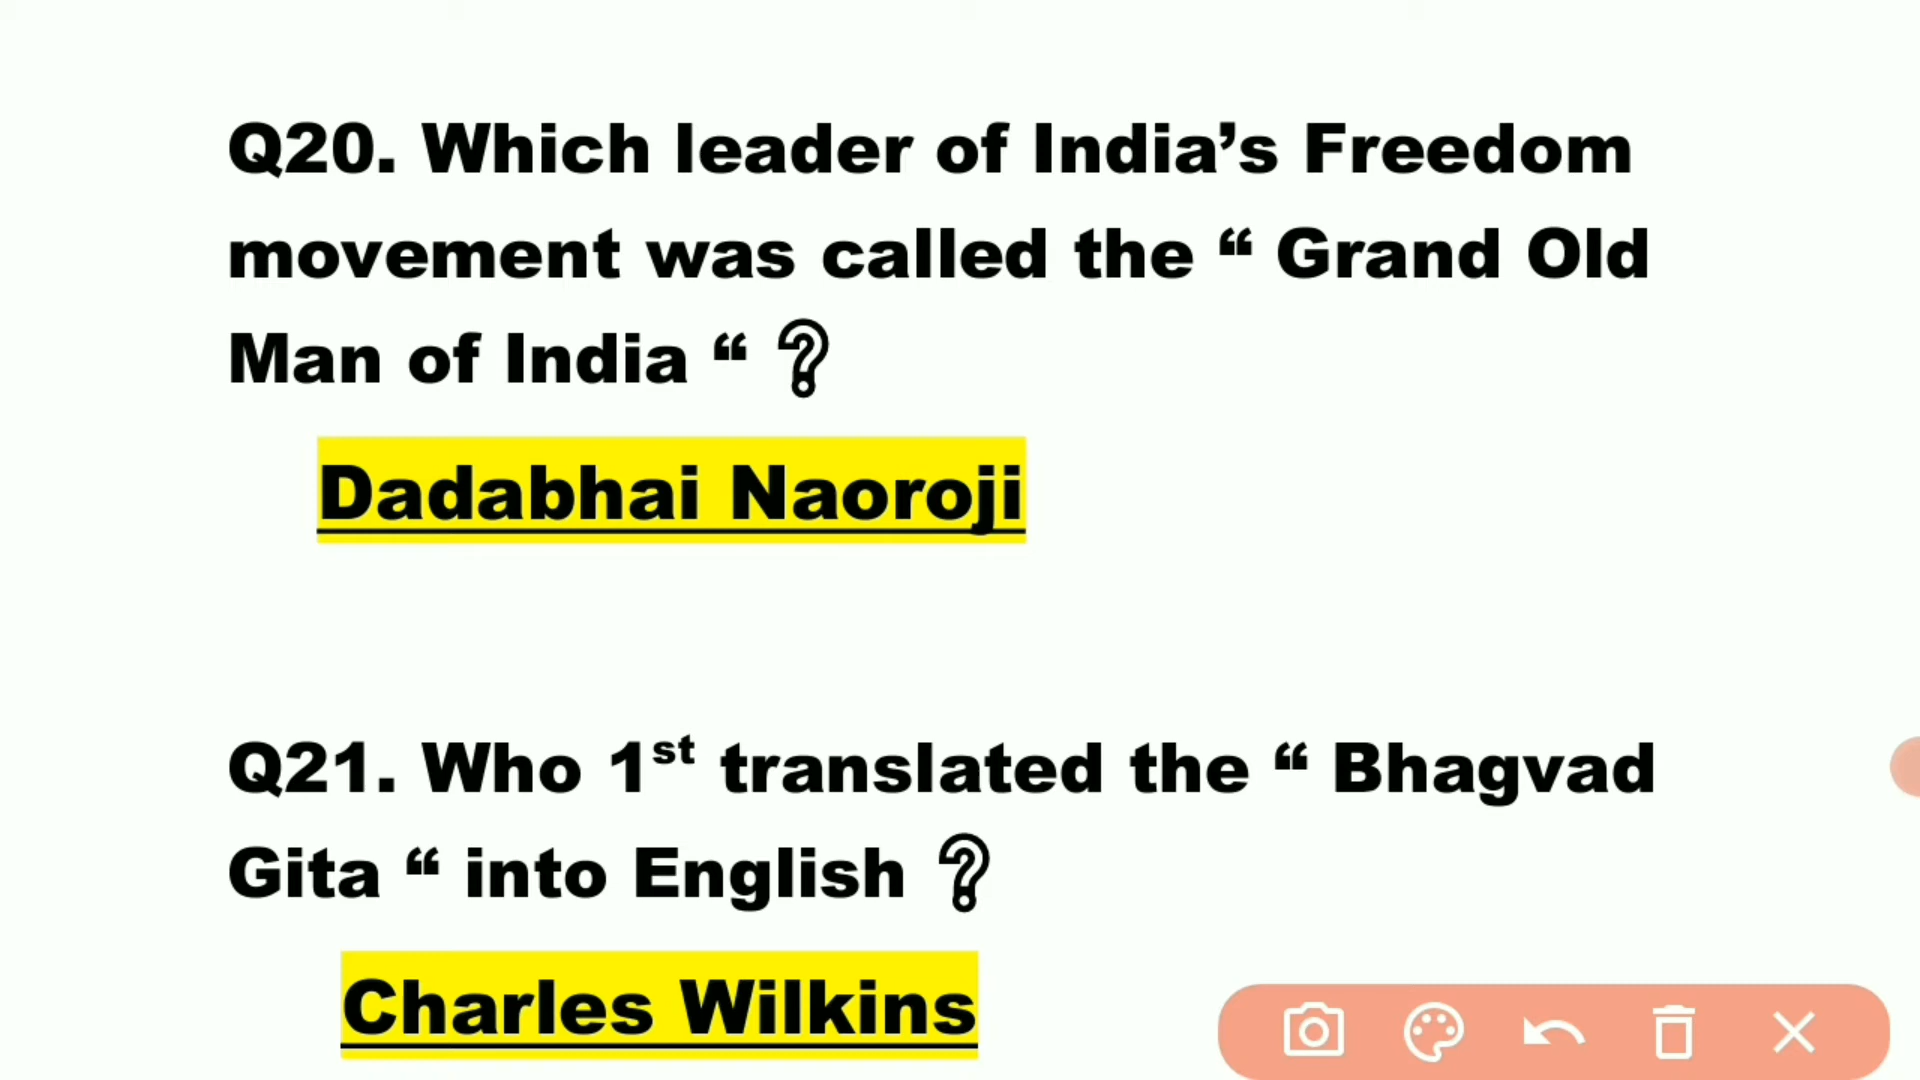 Q20. Which leader of India’s Freedom
movement was called the “ Grand Old
Man of India “ ?
Dadabhai Naoroji
Q21. Who 1st translated the “ Bhagvad
Gita “ into English ?
Charles Wilkins